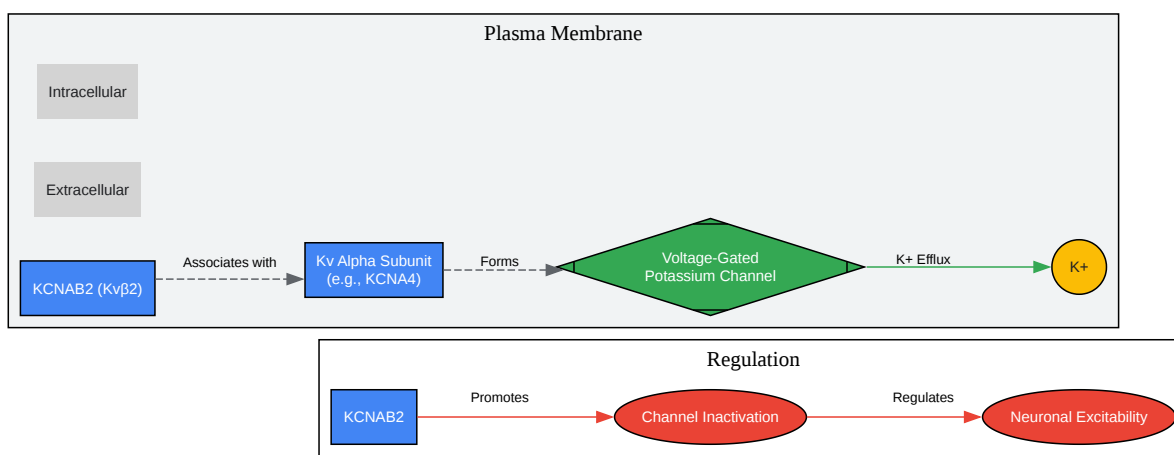 Plasma Membrane
Intracellular
Extracellular
KCNAB2 (Kvβ2)
Associates with
Kv Alpha Subunit
(e.g., KCNA4)
Forms
Voltage-Gated
Potassium Channel
K+ Efflux
K+
Regulation
KCNAB2
Promotes
Channel Inactivation
Regulates
Neuronal Excitability